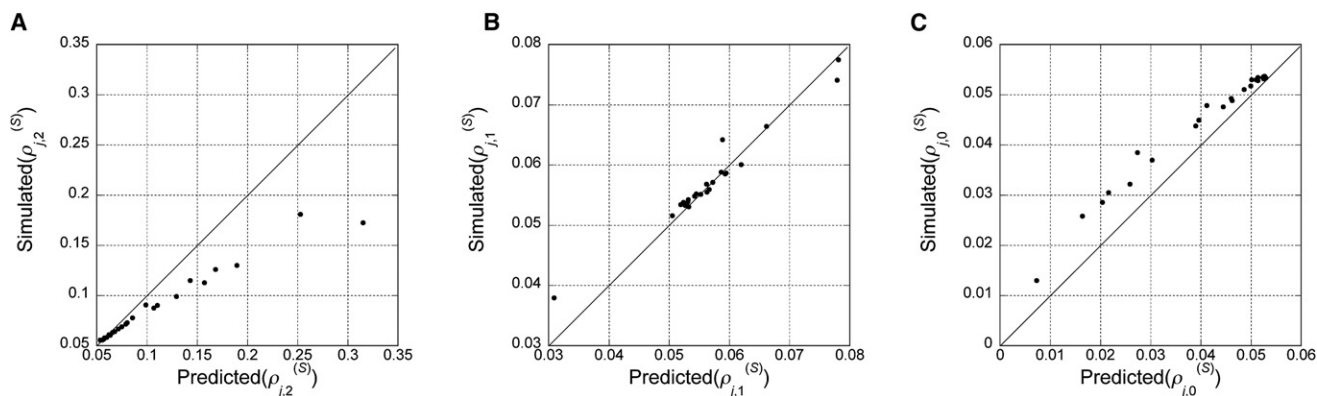 A
0.35
0.3
0.25
0.2
0.15
0.1
0.05
0.05 0.1 0.15 0.2 0.25 0.3 0.35
Simulated(ρj,2(S))
Predicted(ρj,2(S))
B
0.08
0.07
0.06
0.05
0.04
0.03
0.03 0.04 0.05 0.06 0.07 0.08
Simulated(ρj,1(S))
Predicted(ρj,1(S))
C
0.06
0.05
0.04
0.03
0.02
0.01
0
0 0.01 0.02 0.03 0.04 0.05 0.06
Simulated(ρj,0(S))
Predicted(ρj,0(S))